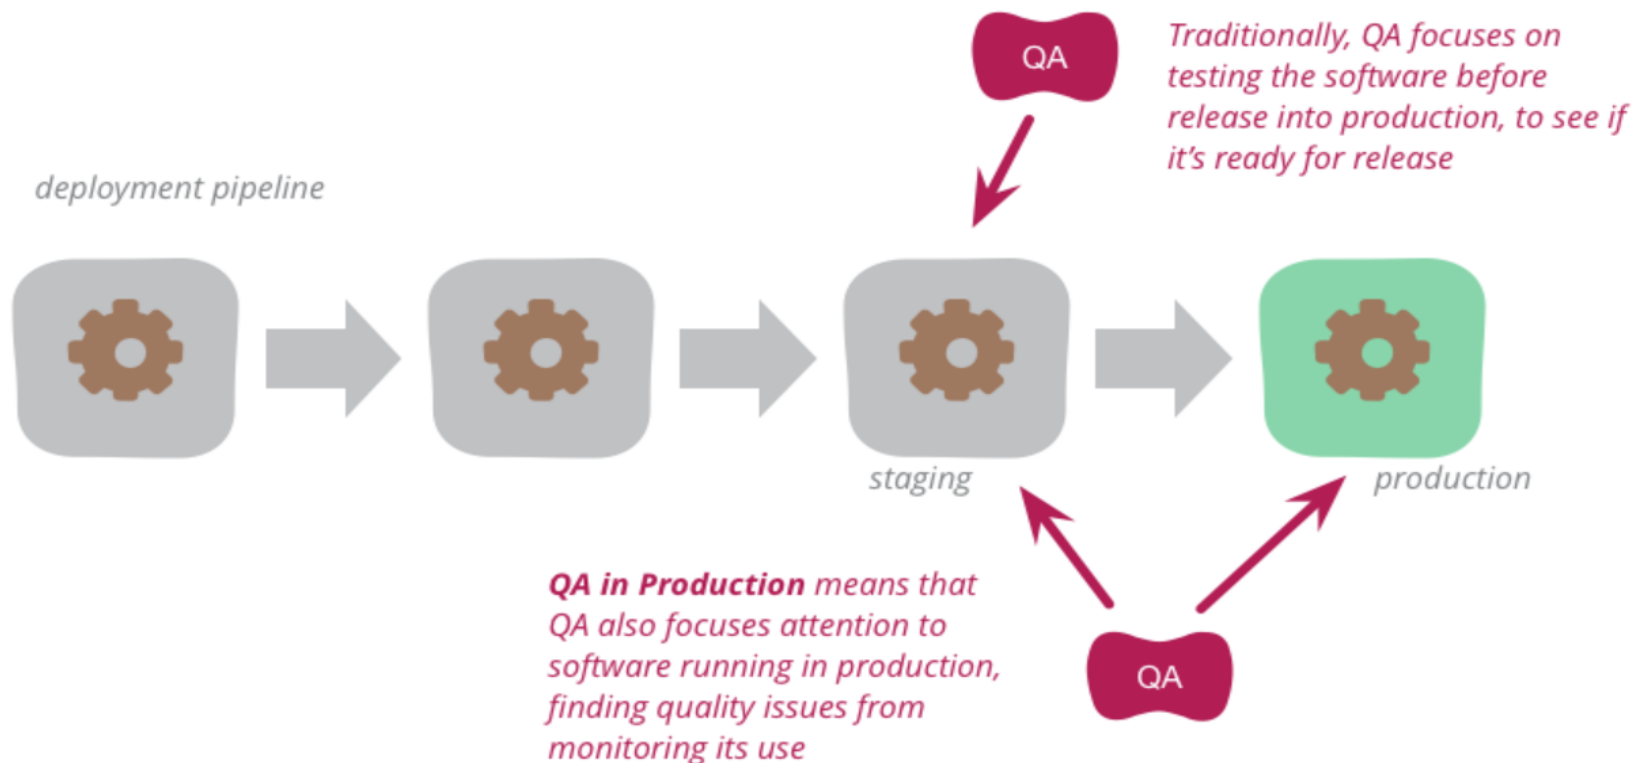 QA
Traditionally, QA focuses on
testing the software before
release into production, to see if
it's ready for release
deployment pipeline
staging
production
QA in Production means that
QA also focuses attention to
software running in production,
finding quality issues from
monitoring its use
QA